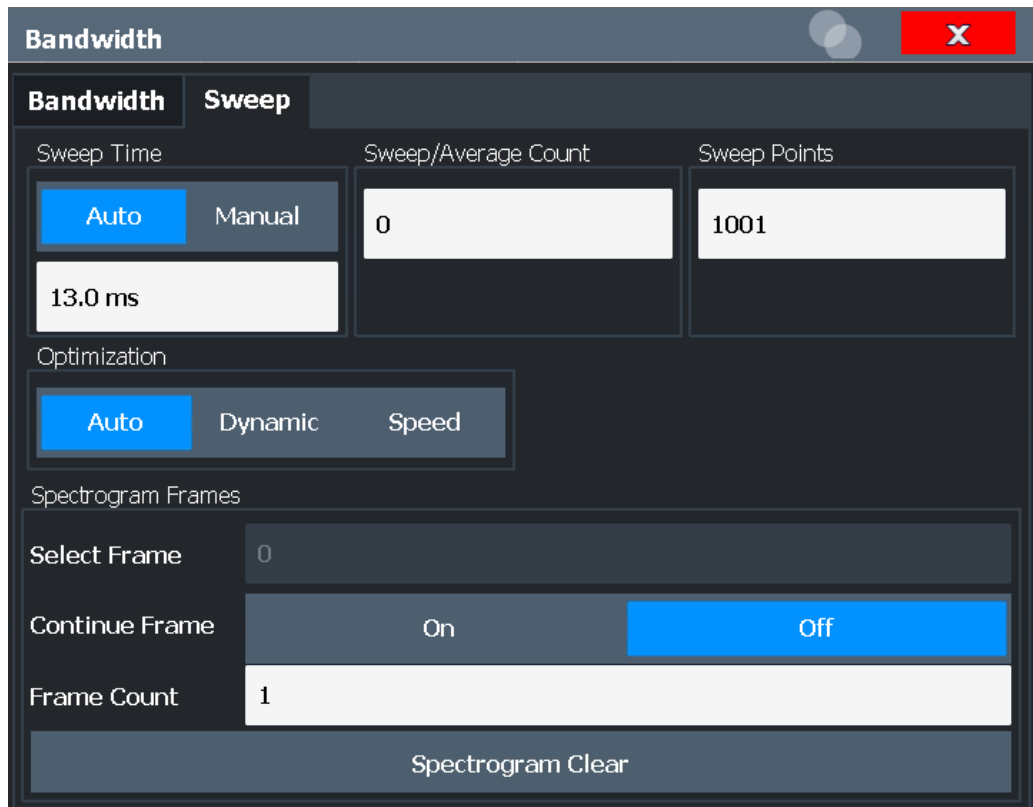 Bandwidth X
Bandwidth Sweep
Sweep Time Sweep/Average Count Sweep Points
Auto Manual 0 1001
13.0 ms
Optimization
Auto Dynamic Speed
Spectrogram Frames
Select Frame 0
Continue Frame On Off
Frame Count 1
Spectrogram Clear